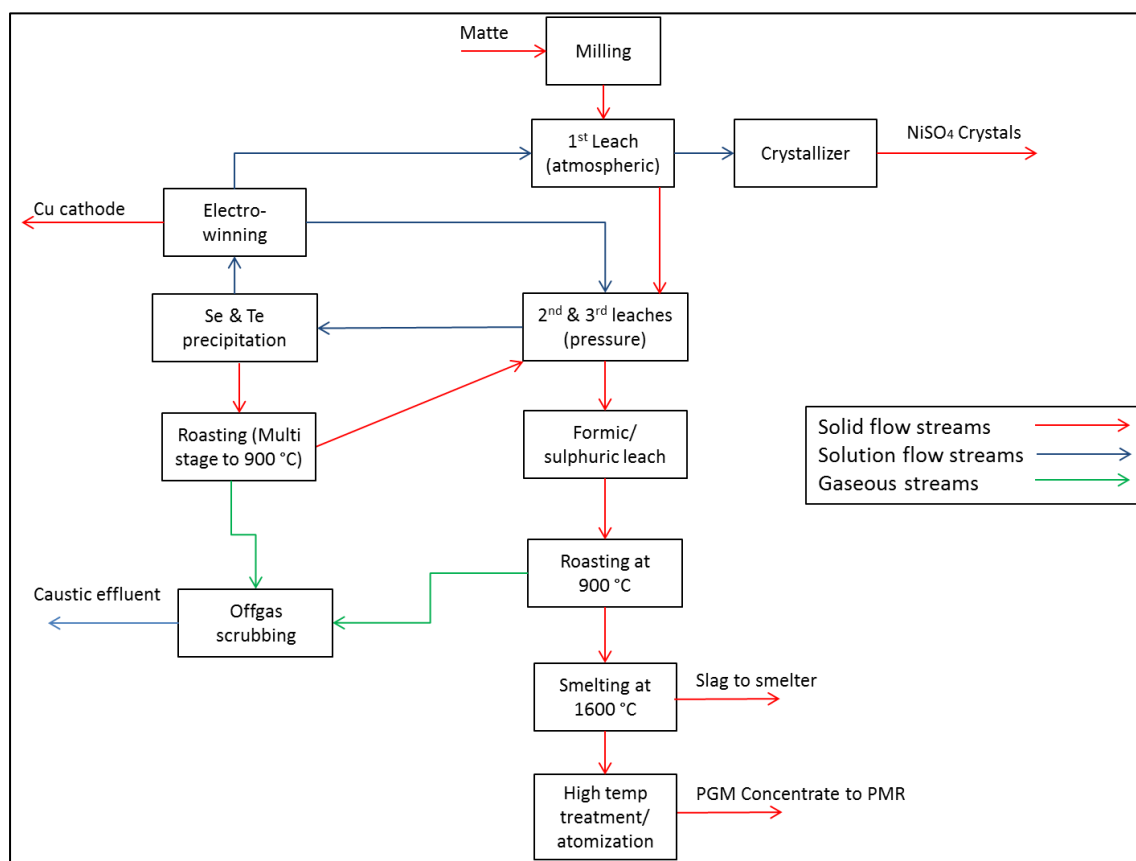 Matte
Milling
1st Leach
(atmospheric)
Crystallizer
NiSO4 Crystals
Cu cathode
Electro-
winning
Se & Te
precipitation
2nd & 3rd leaches
(pressure)
Roasting (Multi
stage to 900 °C)
Formic/
sulphuric leach
Solid flow streams
Solution flow streams
Gaseous streams
Roasting at
900 °C
Caustic effluent
Offgas
scrubbing
Smelting at
1600 °C
Slag to smelter
High temp
treatment/
atomization
PGM Concentrate to PMR